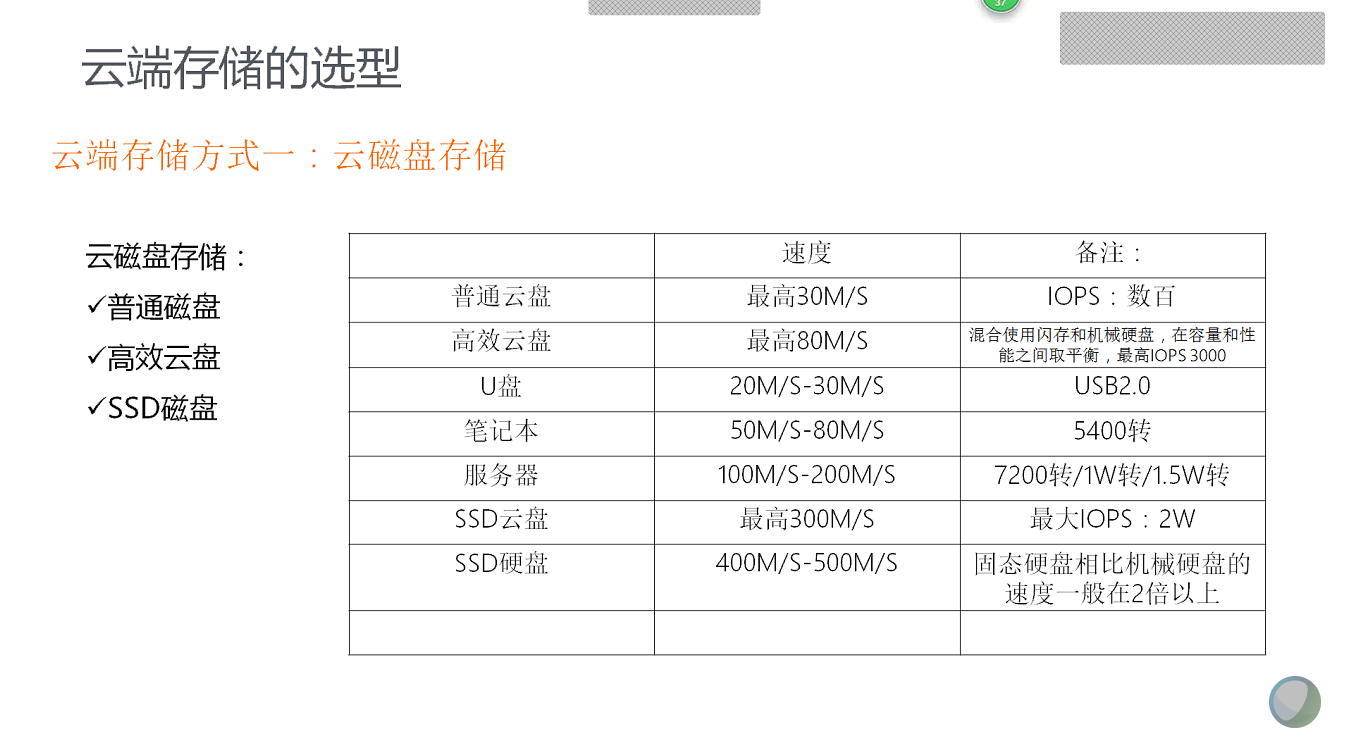 37
云端存储的选型
云端存储方式一：云磁盘存储
云磁盘存储：
✓普通磁盘
✓高效云盘
✓SSD磁盘
速度 备注：
普通云盘 最高30M/S IOPS：数百
高效云盘 最高80M/S 混合使用闪存和机械硬盘，在容量和性
能之间取平衡，最高IOPS 3000
U盘 20M/S-30M/S USB2.0
笔记本 50M/S-80M/S 5400转
服务器 100M/S-200M/S 7200转/1W转/1.5W转
SSD云盘 最高300M/S 最大IOPS：2W
SSD硬盘 400M/S-500M/S 固态硬盘相比机械硬盘的
速度一般在2倍以上